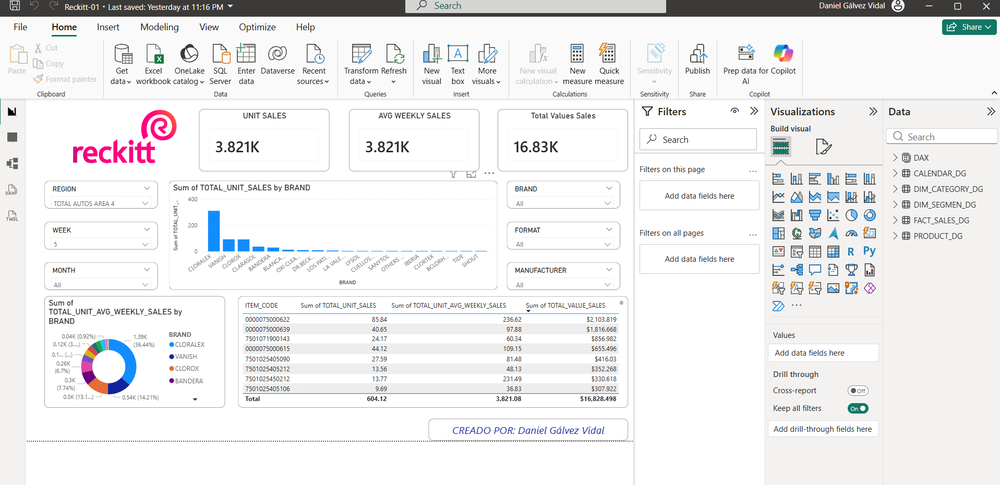 Reckitt-01 • Last saved: Yesterday at 11:16 PM
Search
Daniel Gálvez Vidal
File Home Insert Modeling View Optimize Help
Share
Paste
Cut
Copy
Format painter
Clipboard
Get data
Excel workbook
OneLake catalog
SQL Server
Enter data
Dataverse
Recent sources
Data
Transform data
Refresh
Queries
New visual
Text box
More visuals
Insert
New visual calculation
New measure
Quick measure
Calculations
Sensitivity
Sensitivity
Publish
Share
Prep data for AI
Copilot
Copilot
DAX
TMDL
reckitt
UNIT SALES
3.821K
AVG WEEKLY SALES
3.821K
Total Values Sales
16.83K
REGION
TOTAL AUTOS AREA 4
WEEK
5
MONTH
All
Sum of TOTAL_UNIT_SALES by BRAND
Sum of TOTAL_UNIT_...
400
200
0
CLORALEX
VANISH
CLOROX
CLARASOL
BANDERA
BLANCA...
OXI CLEA...
DR.BECK...
LOS PATI...
LA VALE...
LYSOL
CUELLOS...
SANYTOL
OTHERS ...
IBERIA
CLORTEX
BCLORH...
TIDE
SHOUT
BRAND
BRAND
All
FORMAT
All
MANUFACTURER
All
Sum of
TOTAL_UNIT_AVG_WEEKLY_SALES by
BRAND
0.04K (0.92%)
0.12K (3....)
0.1... (...)
0.26K
(6.7%)
0.3K
(7.74%)
0.5K (13.1...)
0.54K (14.21%)
1.39K
(36.44%)
BRAND
CLORALEX
VANISH
CLOROX
BANDERA
ITEM_CODE Sum of TOTAL_UNIT_SALES Sum of TOTAL_UNIT_AVG_WEEKLY_SALES Sum of TOTAL_VALUE_SALES
0000075000622 85.84 236.62 $2,103.819
0000075000639 40.65 97.88 $1,816.668
7501071900143 24.17 60.34 $856.982
0000075000615 44.12 109.15 $655.496
7501025405090 27.59 81.48 $416.03
7501025405212 13.56 48.13 $352.268
7501025450212 13.77 231.49 $330.618
7501025405106 9.69 36.83 $307.922
Total 604.12 3,821.08 $16,828.498
CREADO POR: Daniel Gálvez Vidal
Filters
Search
Filters on this page ...
Add data fields here
Filters on all pages ...
Add data fields here
Visualizations
Build visual
123
R
Py
...
Values
Add data fields here
Drill through
Cross-report Off
Keep all filters On
Add drill-through fields here
Data
Search
DAX
CALENDAR_DG
DIM_CATEGORY_DG
DIM_SEGMEN_DG
FACT_SALES_DG
PRODUCT_DG